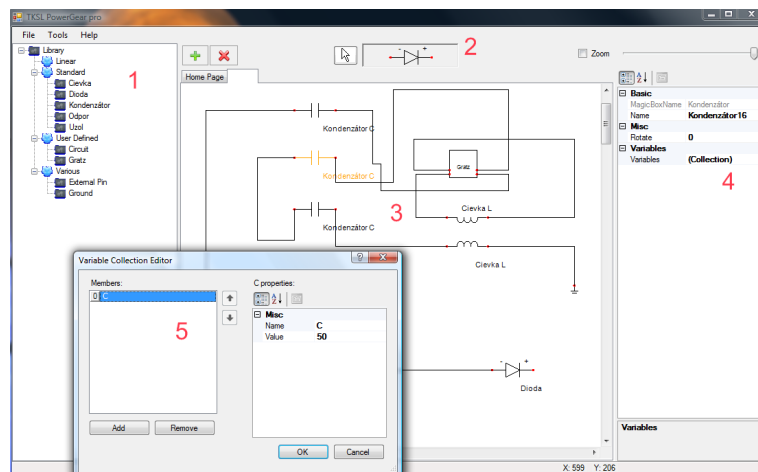 TKSL PowerGear pro
File Tools Help
Library
Linear
Standard
Cievka
Dioda
Kondenzátor
Odpor
Uzol
User Defined
Circuit
Gratz
Various
External Pin
Ground
1
- +
2
Zoom
Home Page
Kondenzátor C
Kondenzátor C
Kondenzátor C
Gratz
3
Cievka L
Cievka L
- +
Dioda
Basic
MagicBoxName Kondenzátor
Name Kondenzátor16
Misc
Rotate 0
Variables
Variables (Collection)
4
Variables
Variable Collection Editor
Members:
0 C
5
Add Remove
C properties:
Misc
Name C
Value 50
OK Cancel
X: 599 Y: 206